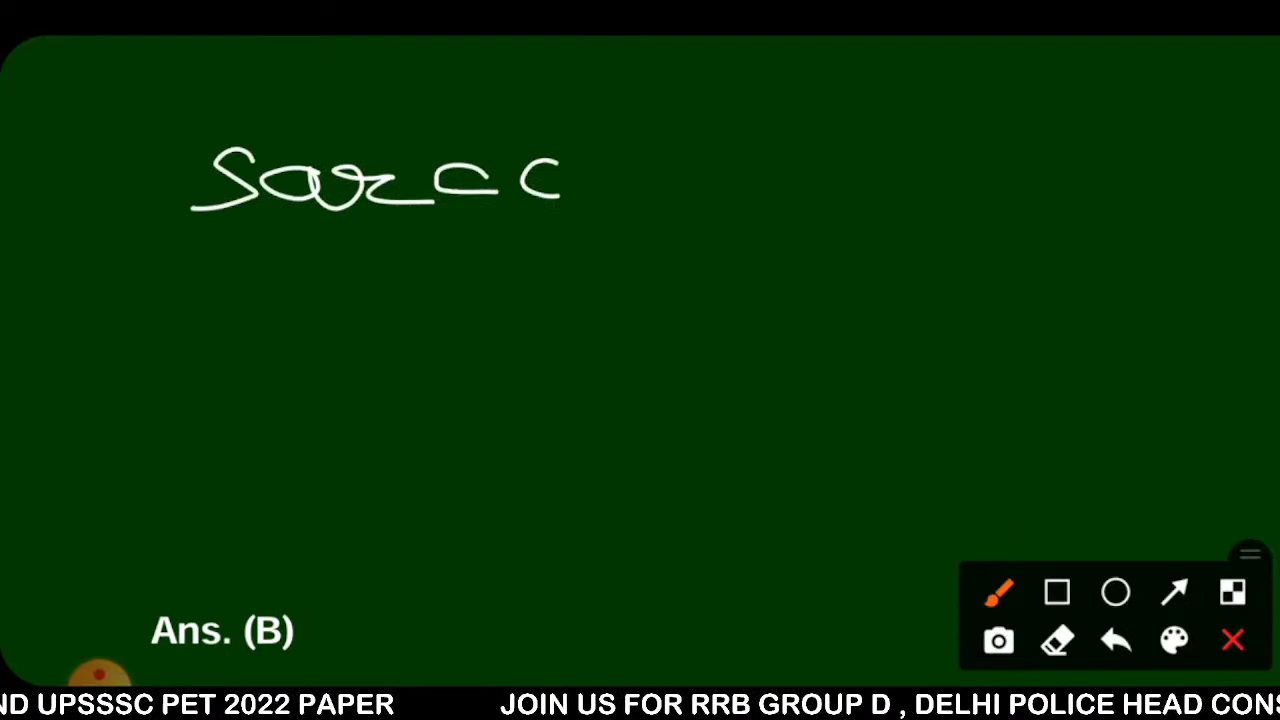 Ans. (B)
ND UPSSSC PET 2022 PAPER JOIN US FOR RRB GROUP D , DELHI POLICE HEAD CONS